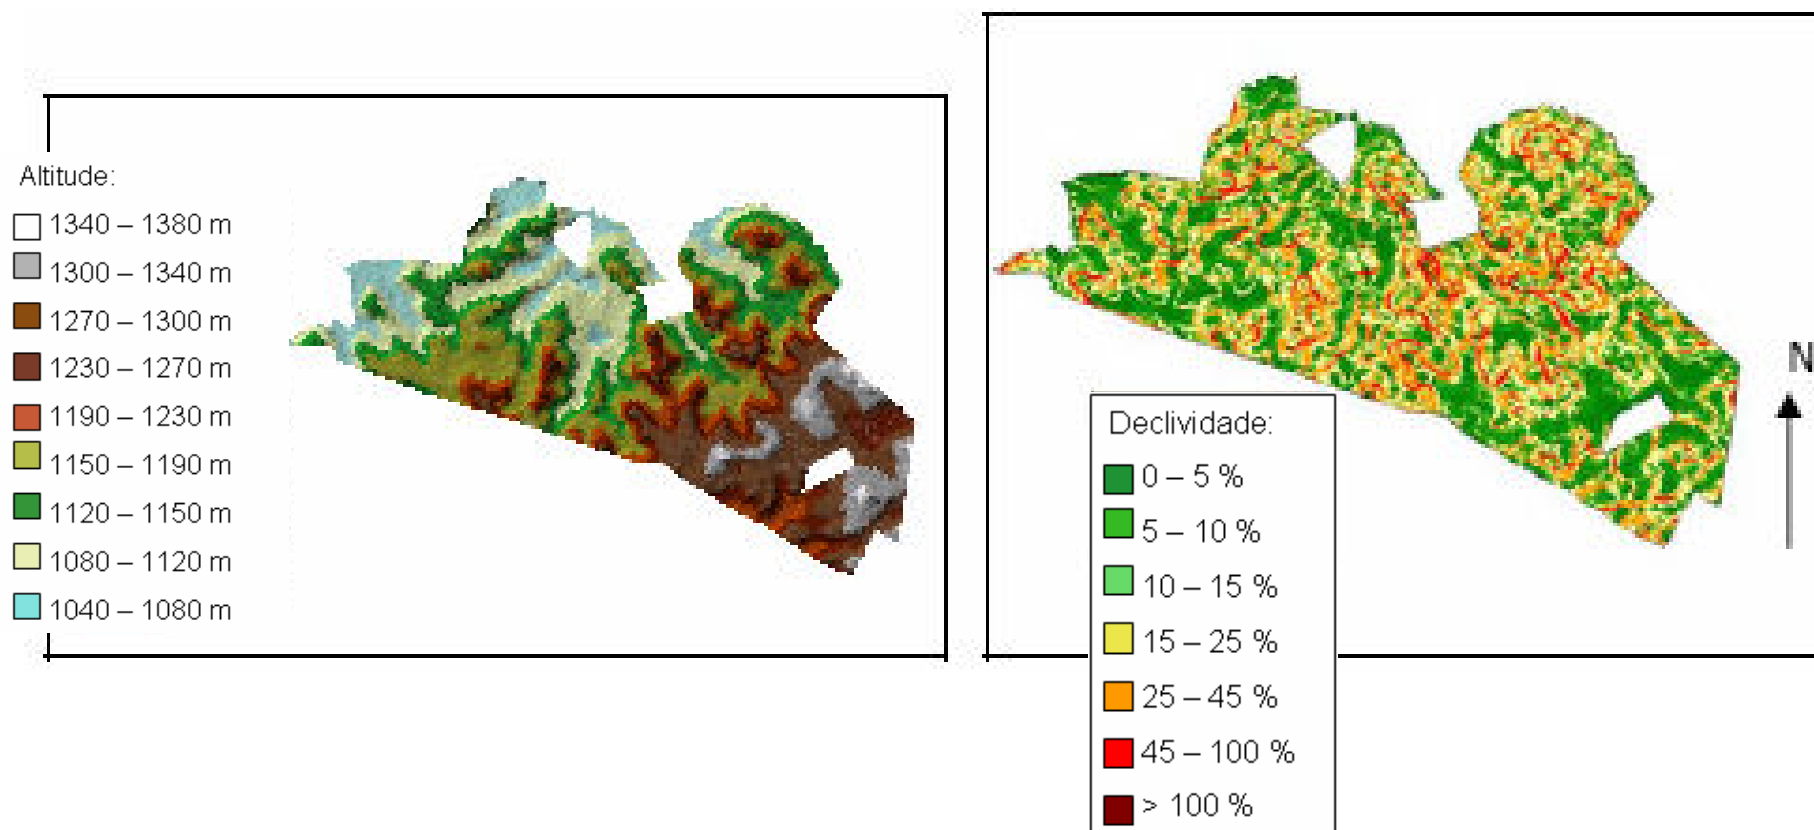 Altitude:
1340 – 1380 m
1300 – 1340 m
1270 – 1300 m
1230 – 1270 m
1190 – 1230 m
1150 – 1190 m
1120 – 1150 m
1080 – 1120 m
1040 – 1080 m
N
Declividade:
0 – 5 %
5 – 10 %
10 – 15 %
15 – 25 %
25 – 45 %
45 – 100 %
> 100 %